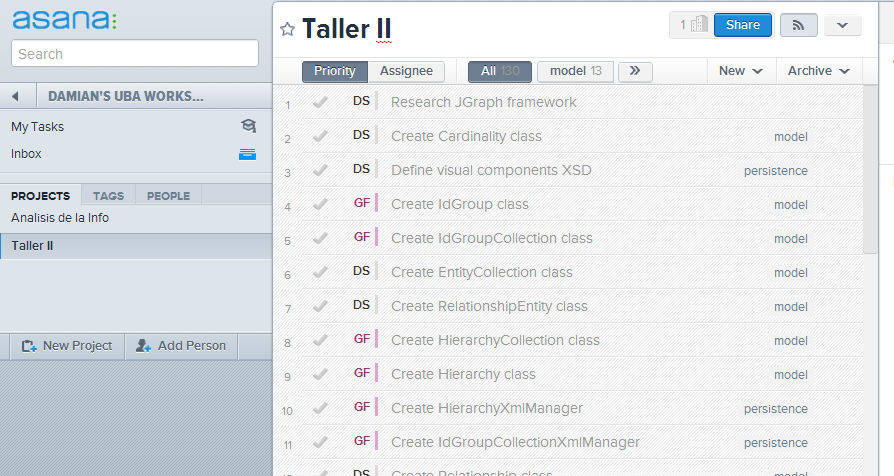 asana:
Search
DAMIAN'S UBA WORKS...
My Tasks
Inbox
PROJECTS TAGS PEOPLE
Analisis de la Info
Taller II
New Project Add Person
Taller II
1 Share
Priority Assignee All 130 model 13 » New Archive
1 DS Research JGraph framework
2 DS Create Cardinality class model
3 DS Define visual components XSD persistence
4 GF Create IdGroup class model
5 GF Create IdGroupCollection class model
6 DS Create EntityCollection class model
7 DS Create RelationshipEntity class model
8 GF Create HierarchyCollection class model
9 GF Create Hierarchy class model
10 GF Create HierarchyXmlManager persistence
11 GF Create IdGroupCollectionXmlManager persistence
DS Create Relationship class model